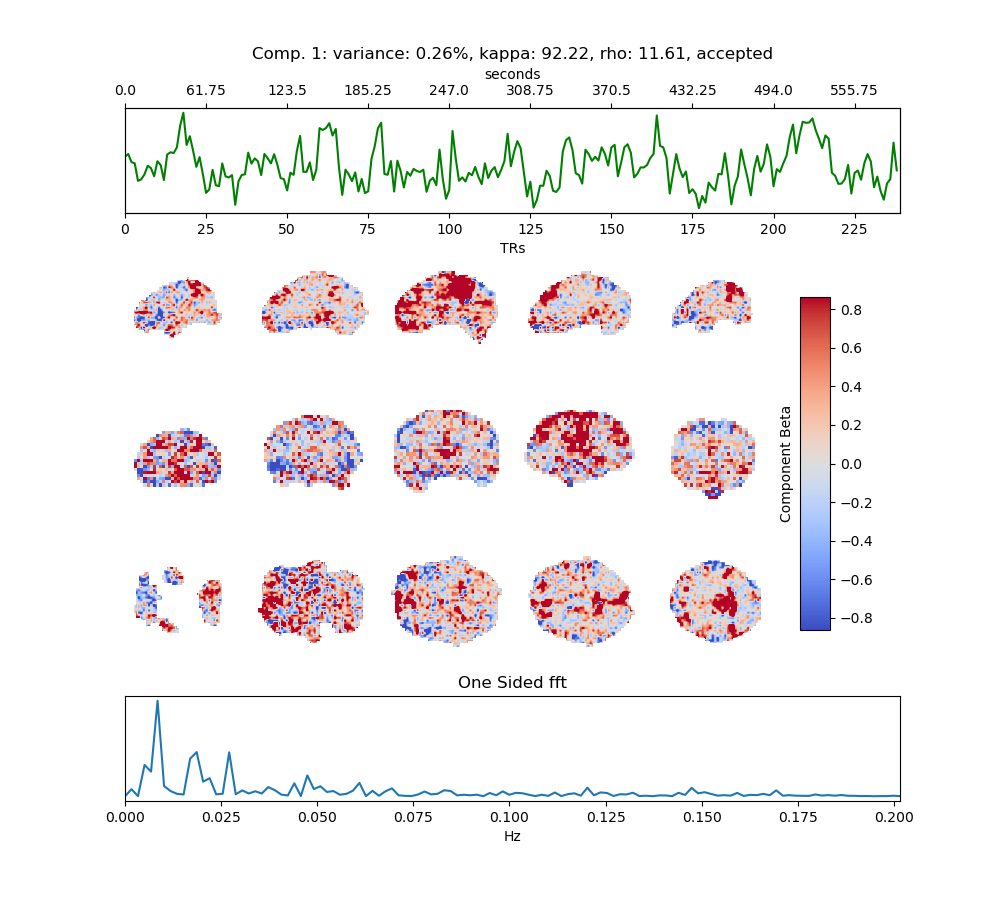 Comp. 1: variance: 0.26%, kappa: 92.22, rho: 11.61, accepted
seconds
0.0 61.75 123.5 185.25 247.0 308.75 370.5 432.25 494.0 555.75
0 25 50 75 100 125 150 175 200 225
TRs
0.8
0.6
0.4
0.2
0.0
−0.2
−0.4
−0.6
−0.8
Component Beta
One Sided fft
0.000 0.025 0.050 0.075 0.100 0.125 0.150 0.175 0.200
Hz